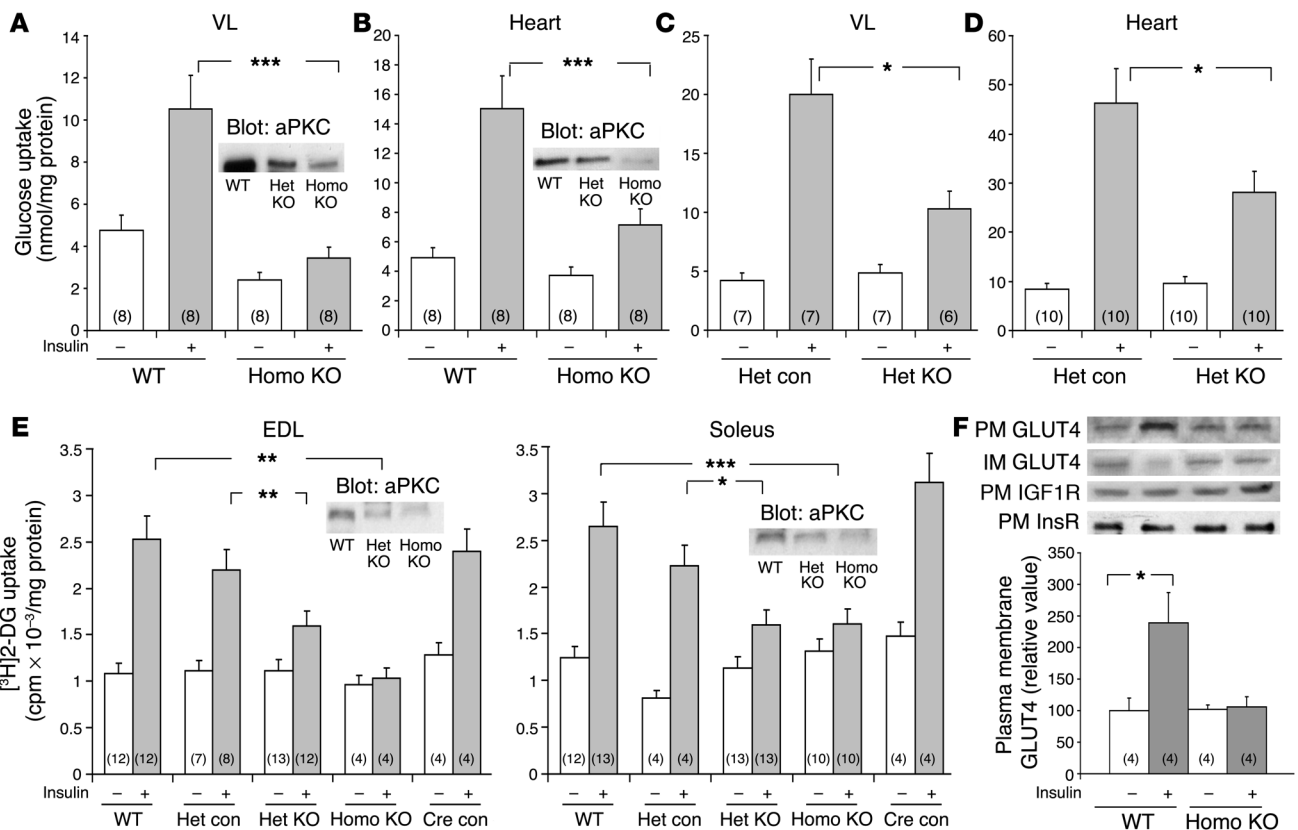 A
VL
Glucose uptake
(nmol/mg protein)
14
12
10
8
6
4
2
0
***
Blot: aPKC
WT
Het
KO
Homo
KO
(8)
(8)
(8)
(8)
Insulin
–
+
–
+
WT
Homo KO
B
Heart
20
18
16
14
12
10
8
6
4
2
0
***
Blot: aPKC
WT
Het
KO
Homo
KO
(8)
(8)
(8)
(8)
–
+
–
+
WT
Homo KO
C
VL
25
20
15
10
5
0
*
(7)
(7)
(7)
(6)
–
+
–
+
Het con
Het KO
D
Heart
60
50
40
30
20
10
0
*
(10)
(10)
(10)
(10)
–
+
–
+
Het con
Het KO
E
EDL
[³H]2-DG uptake
(cpm × 10⁻³/mg protein)
3.5
3
2.5
2
1.5
1
0.5
0
**
**
Blot: aPKC
WT
Het
KO
Homo
KO
(12)
(12)
(7)
(8)
(13)
(12)
(4)
(4)
(4)
(4)
Insulin
–
+
–
+
–
+
–
+
–
+
WT
Het con
Het KO
Homo KO
Cre con
Soleus
3.5
3
2.5
2
1.5
1
0.5
0
***
*
Blot: aPKC
WT
Het
KO
Homo
KO
(12)
(13)
(4)
(4)
(13)
(13)
(10)
(10)
(4)
(4)
–
+
–
+
–
+
–
+
–
+
WT
Het con
Het KO
Homo KO
Cre con
F
PM GLUT4
IM GLUT4
PM IGF1R
PM InsR
Plasma membrane
GLUT4 (relative value)
350
300
250
200
150
100
50
0
*
(4)
(4)
(4)
(4)
Insulin
–
+
–
+
WT
Homo KO